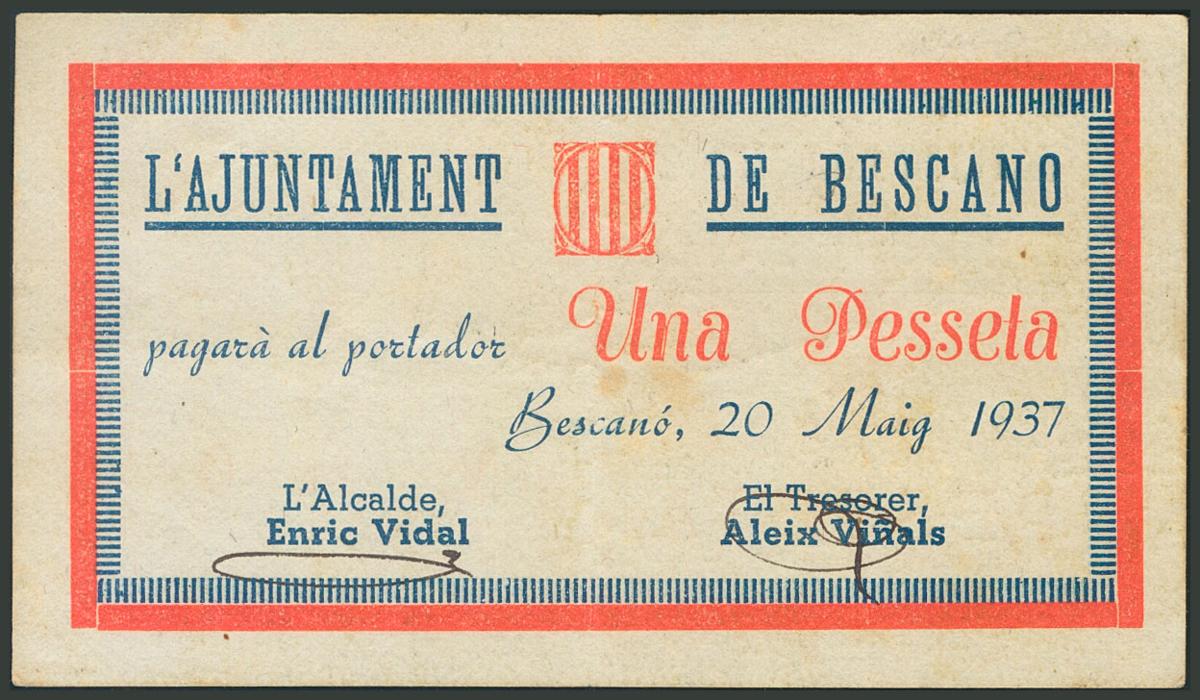 L'AJUNTAMENT DE BESCANO
pagarà al portador Una Pesseta
Bescanó, 20 Maig 1937
L'Alcalde,
Enric Vidal
El Tresorer,
Aleix Viñals